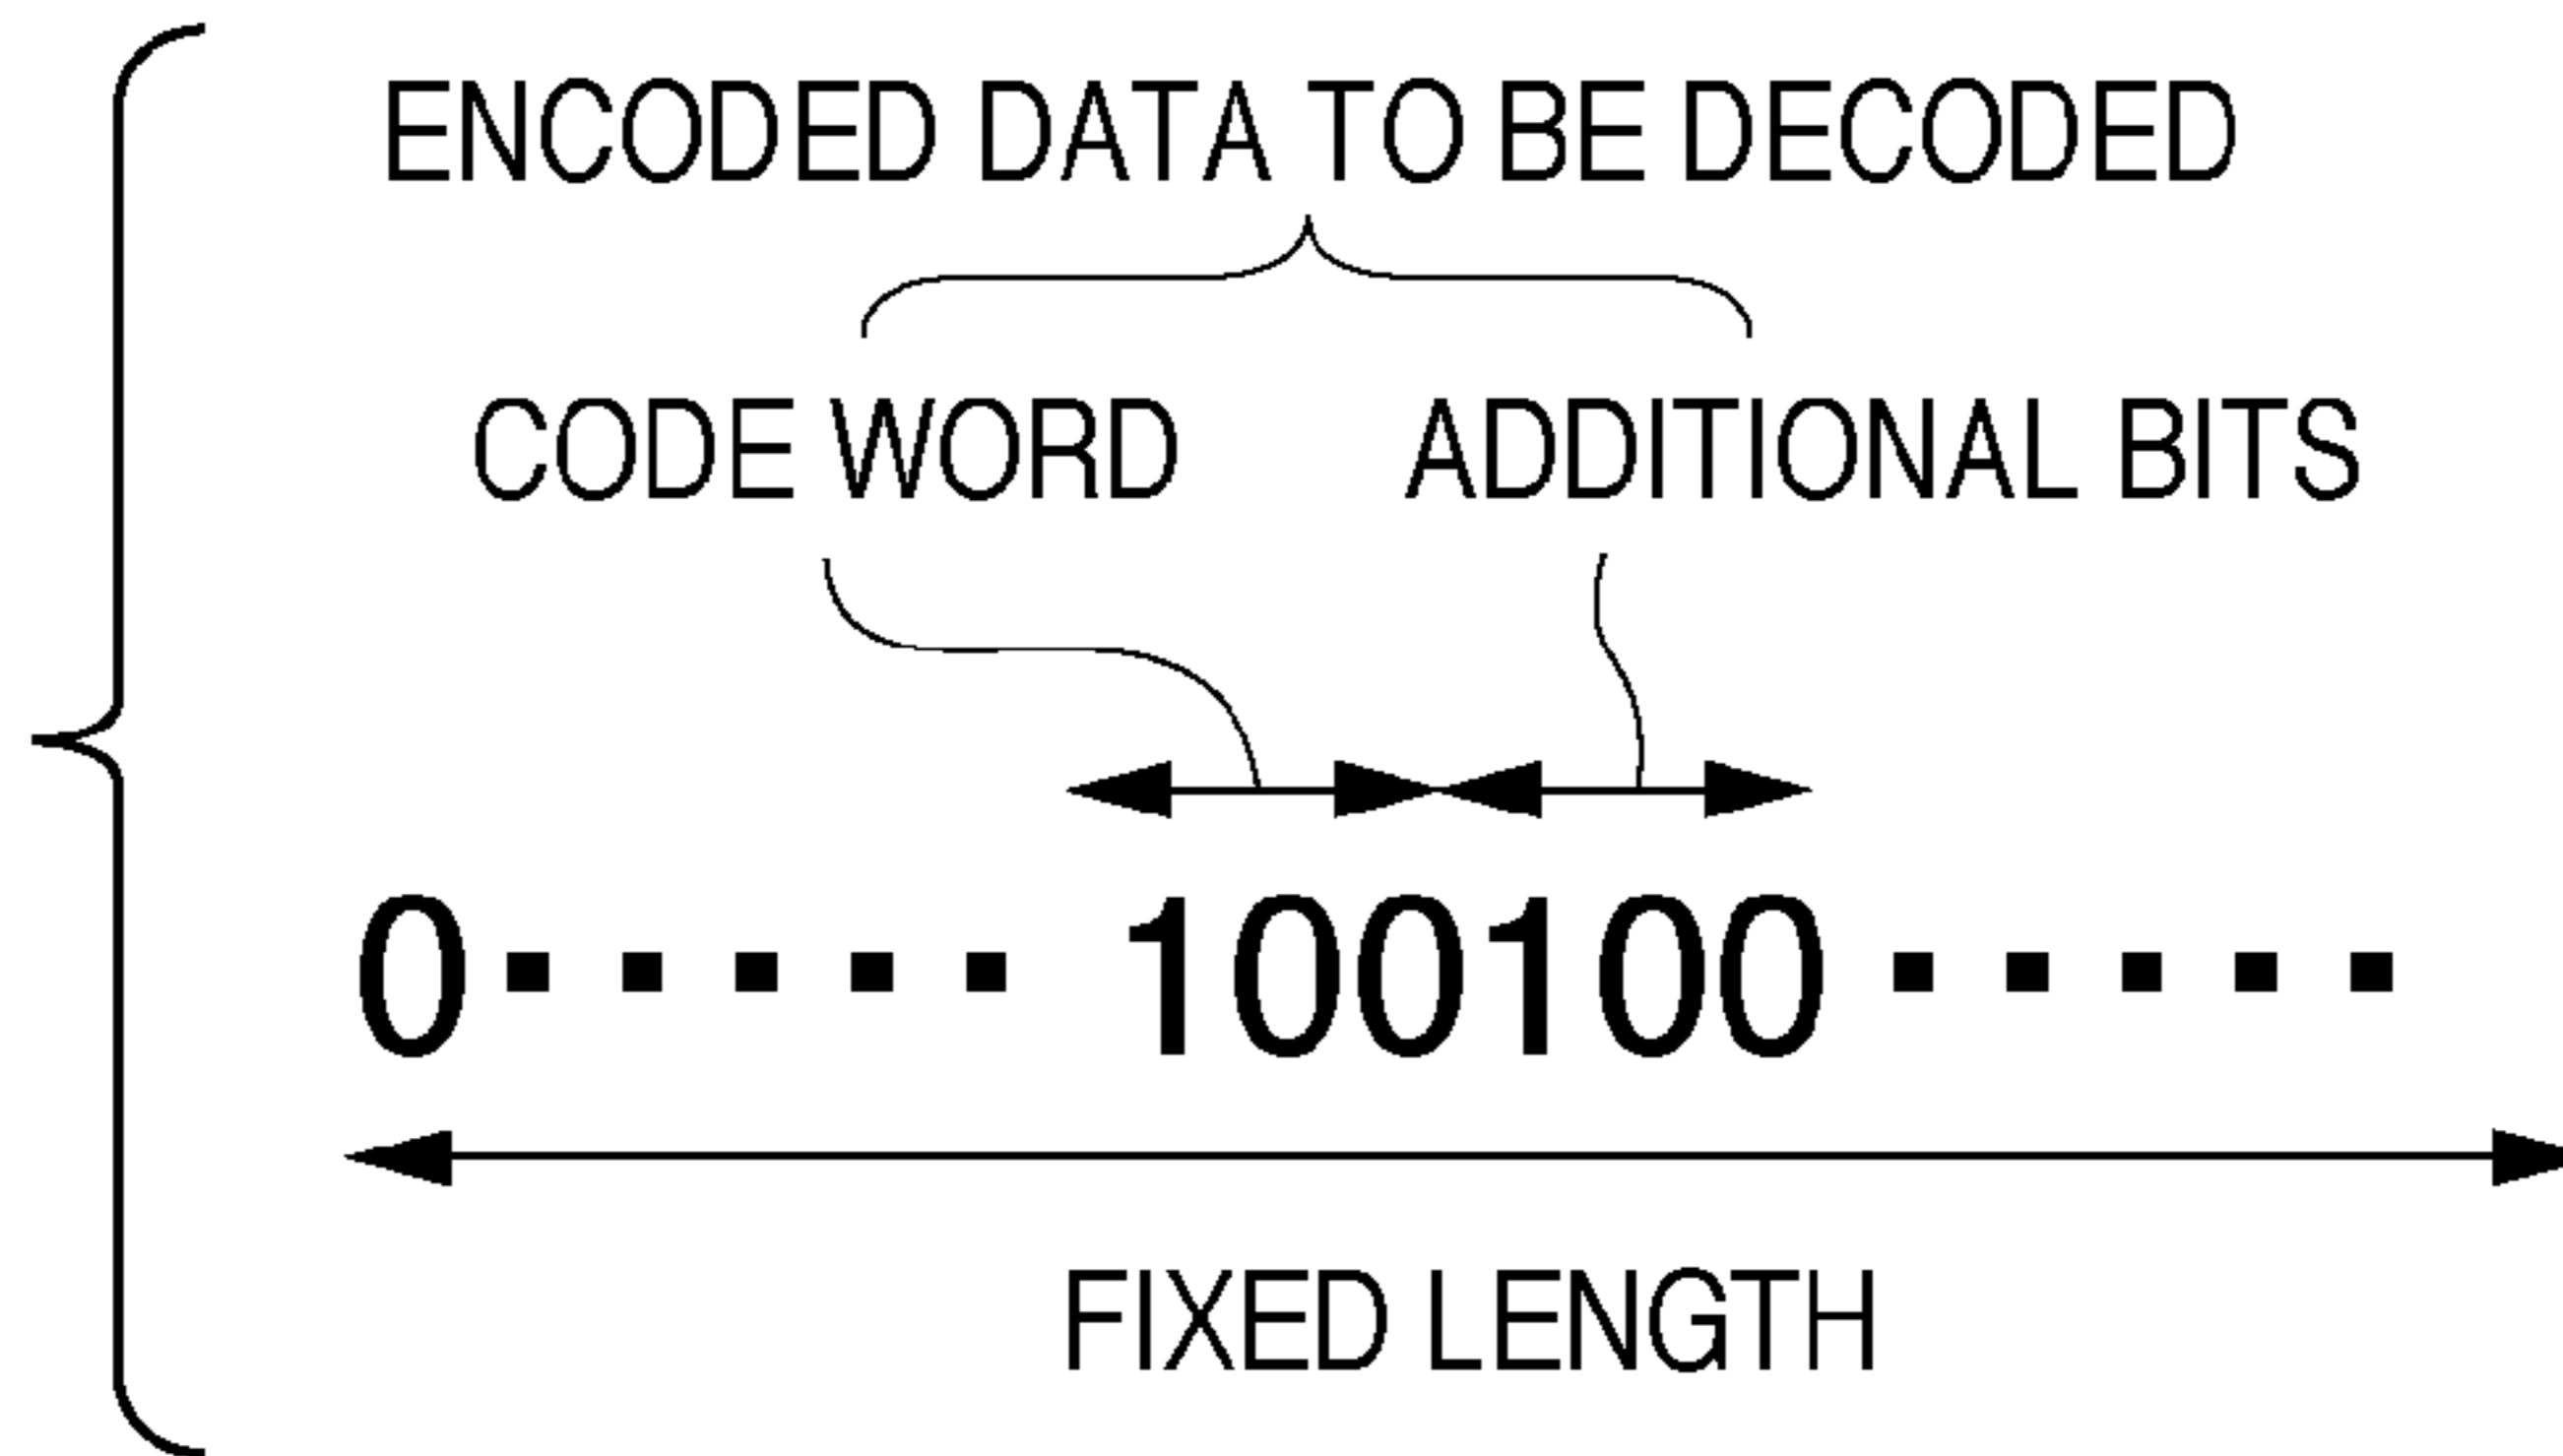 ENCODED DATA TO BE DECODED
CODE WORD ADDITIONAL BITS
0 ····· 100100 ·····
FIXED LENGTH